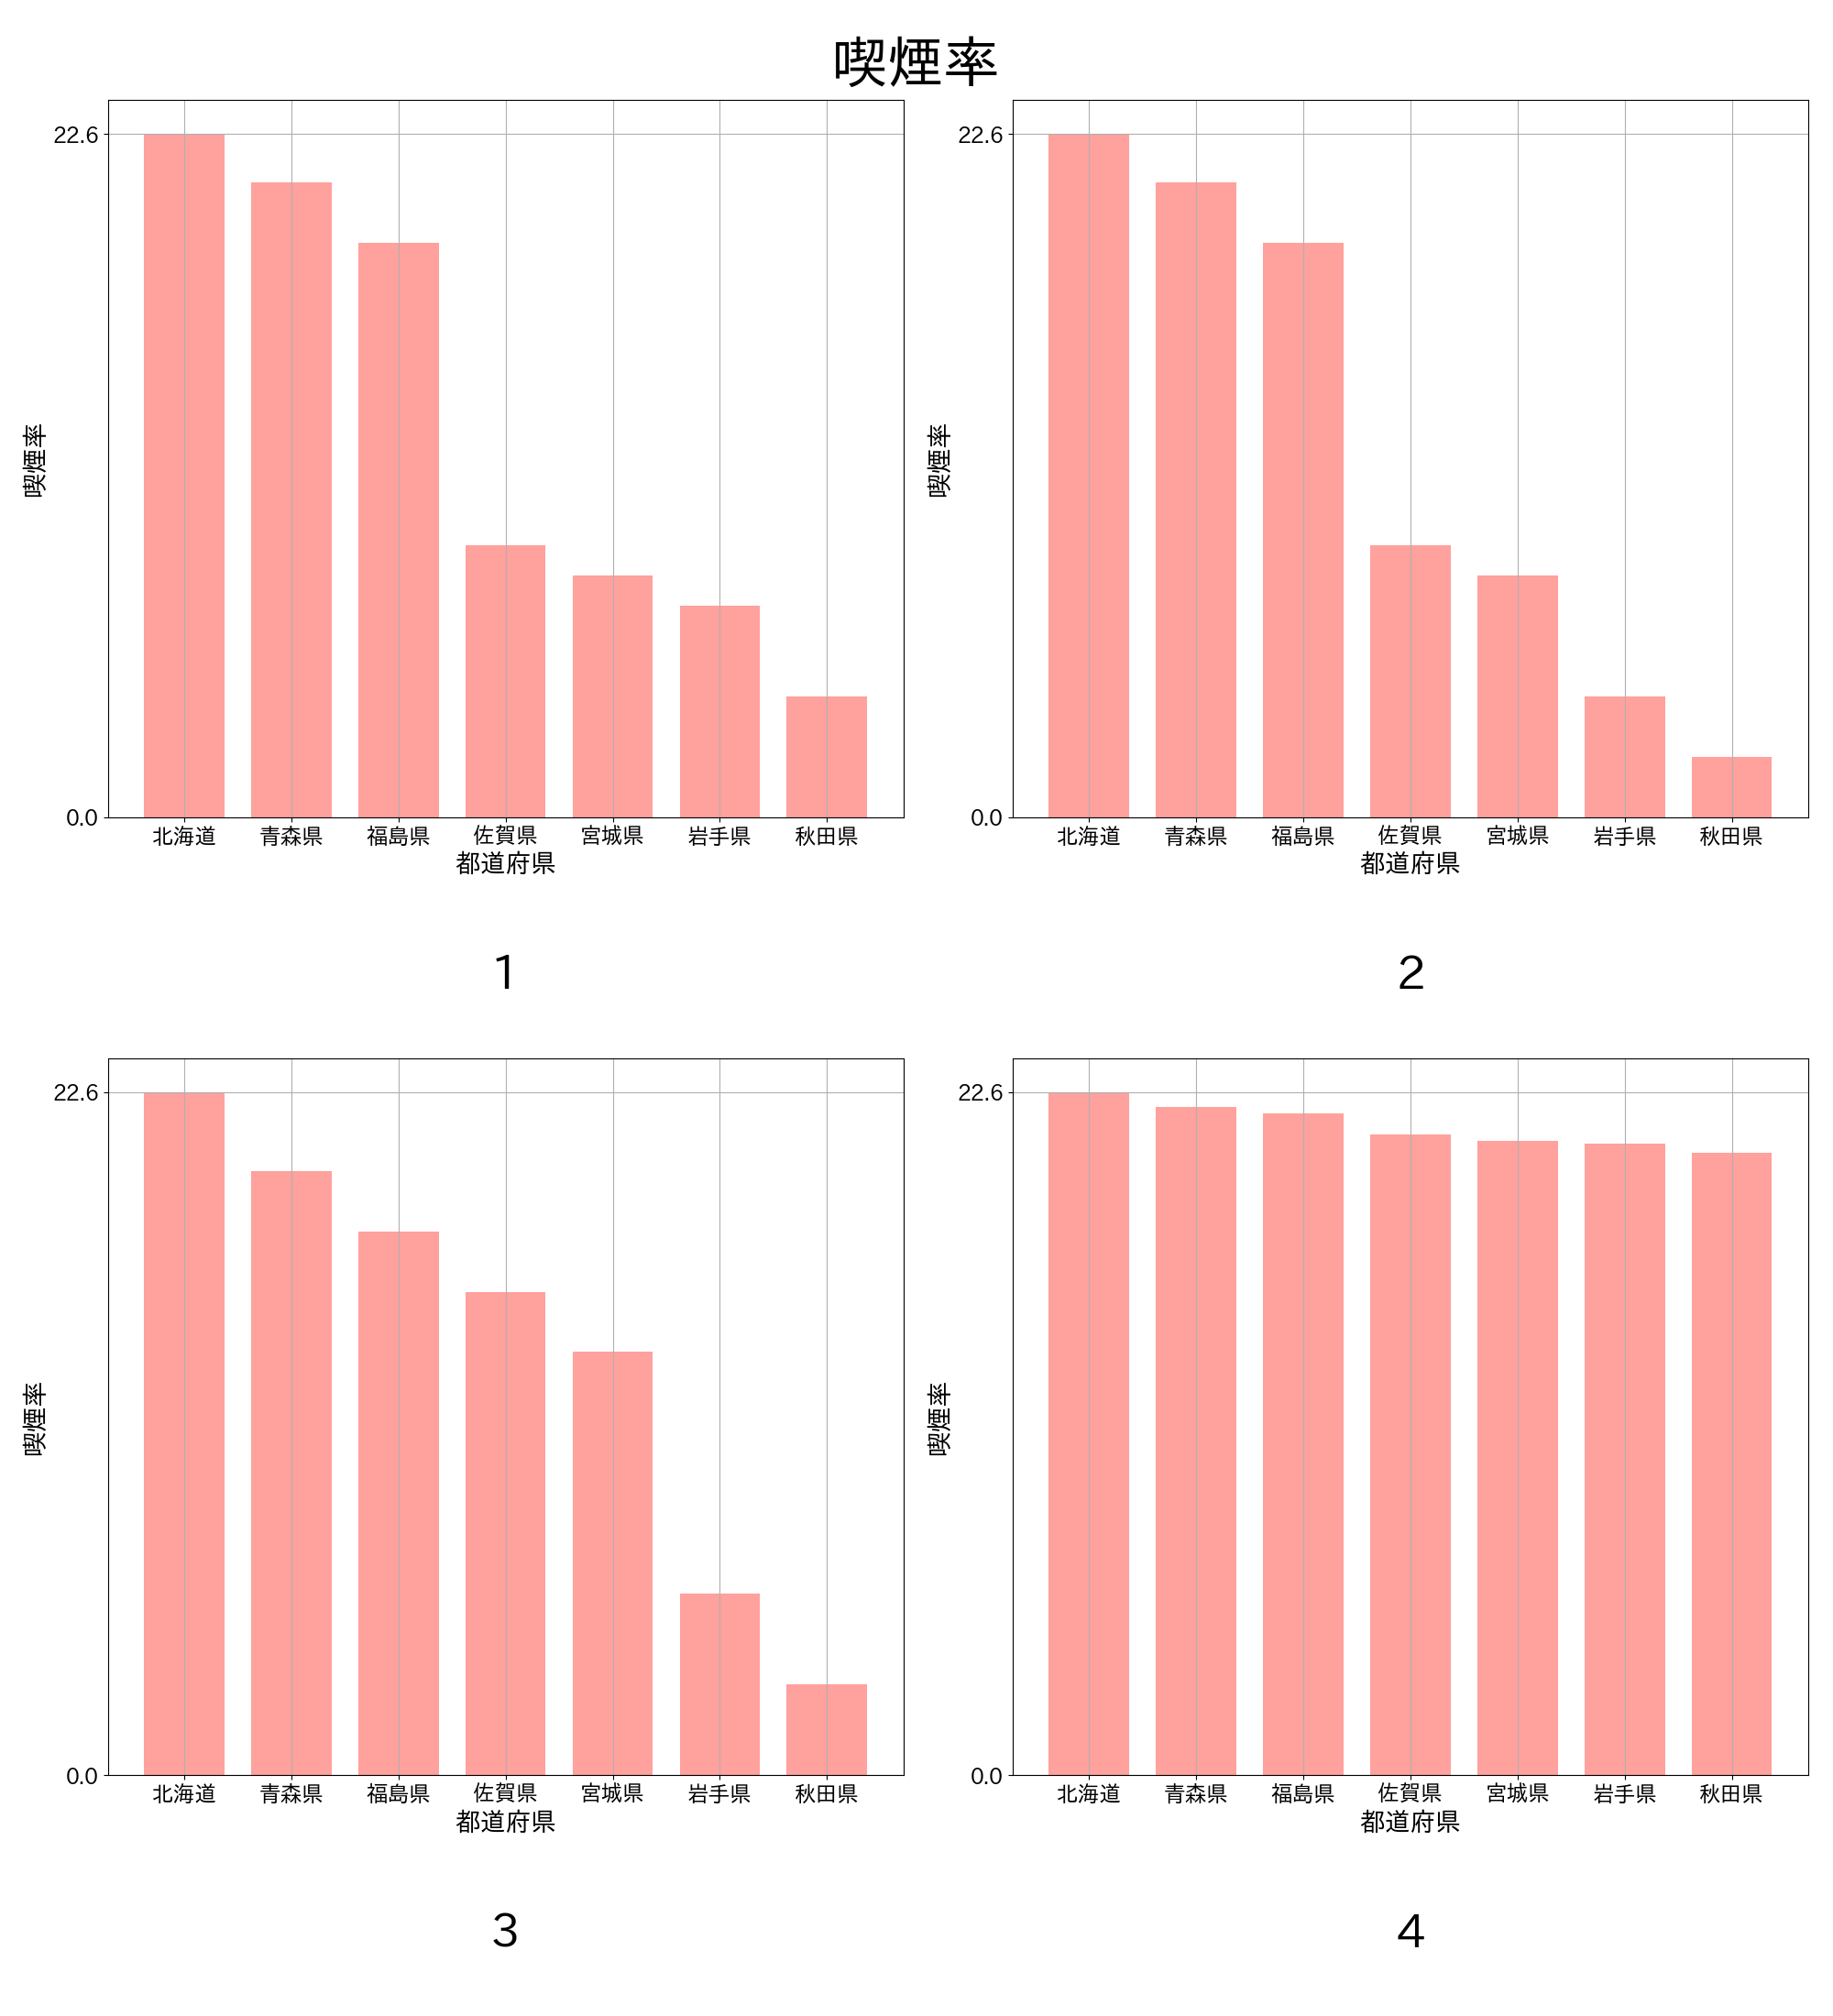 喫煙率
22.6
0.0
喫煙率
北海道 青森県 福島県 佐賀県 宮城県 岩手県 秋田県
都道府県
1
22.6
0.0
喫煙率
北海道 青森県 福島県 佐賀県 宮城県 岩手県 秋田県
都道府県
2
22.6
0.0
喫煙率
北海道 青森県 福島県 佐賀県 宮城県 岩手県 秋田県
都道府県
3
22.6
0.0
喫煙率
北海道 青森県 福島県 佐賀県 宮城県 岩手県 秋田県
都道府県
4